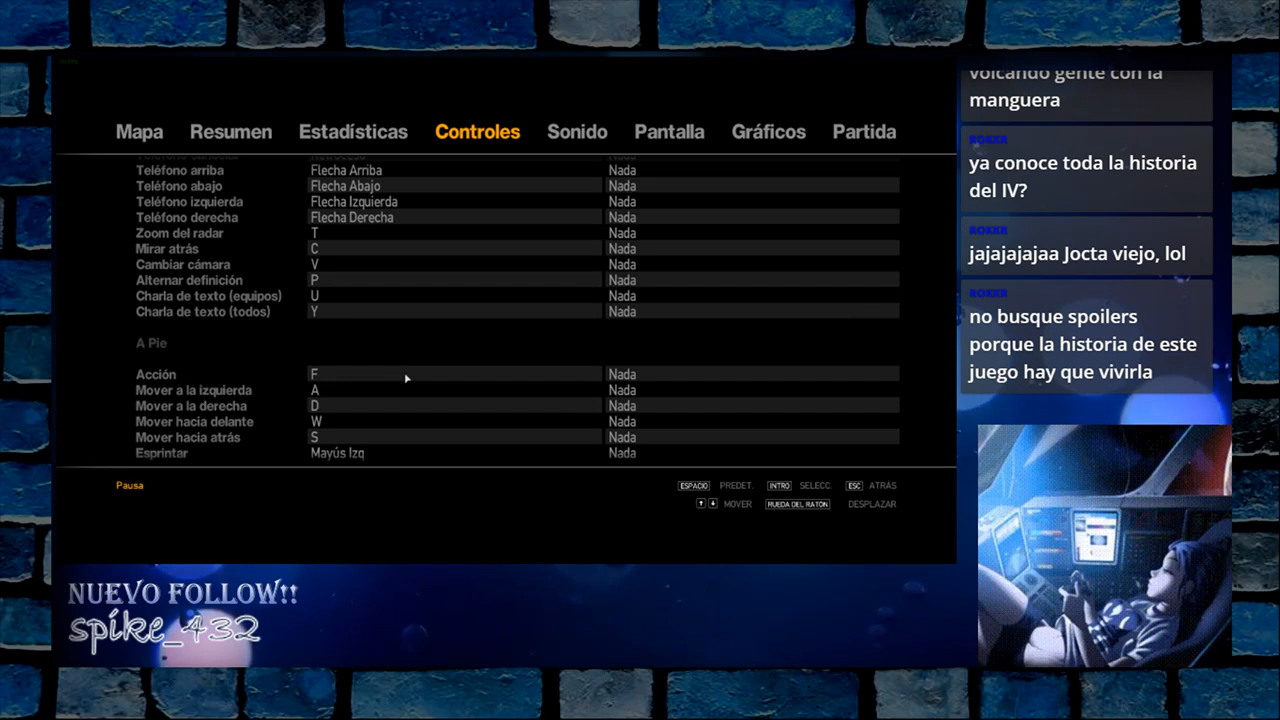 Mapa Resumen Estadísticas Controles Sonido Pantalla Gráficos Partida
Teléfono arriba Flecha Arriba Nada
Teléfono abajo Flecha Abajo Nada
Teléfono izquierda Flecha Izquierda Nada
Teléfono derecha Flecha Derecha Nada
Zoom del radar T Nada
Mirar atrás C Nada
Cambiar cámara V Nada
Alternar definición P Nada
Charla de texto (equipos) U Nada
Charla de texto (todos) Y Nada
A Pie
Acción F Nada
Mover a la izquierda A Nada
Mover a la derecha D Nada
Mover hacia delante W Nada
Mover hacia atrás S Nada
Esprintar Mayús Izq Nada
Pausa
ESPACIO PREDET. INTRO SELECC. ESC ATRÁS
↑ ↓ MOVER RUEDA DEL RATÓN DESPLAZAR
volcando gente con la
manguera
ROKKR
ya conoce toda la historia
del IV?
ROKKR
jajajajajaa Jocta viejo, lol
ROKKR
no busque spoilers
porque la historia de este
juego hay que vivirla
NUEVO FOLLOW!!
spike_432